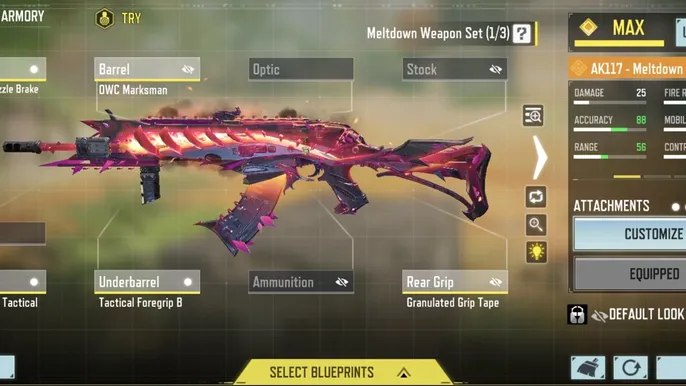 ARMORY
TRY
Meltdown Weapon Set (1/3) ?
MAX
Barrel
OWC Marksman
Optic
Stock
zzle Brake
AK117 - Meltdown
DAMAGE 25 FIRE R
ACCURACY 88 MOBIL
RANGE 56 CONTR
ATTACHMENTS
CUSTOMIZE
EQUIPPED
Tactical
Underbarrel
Tactical Foregrip B
Ammunition
Rear Grip
Granulated Grip Tape
DEFAULT LOOK
SELECT BLUEPRINTS